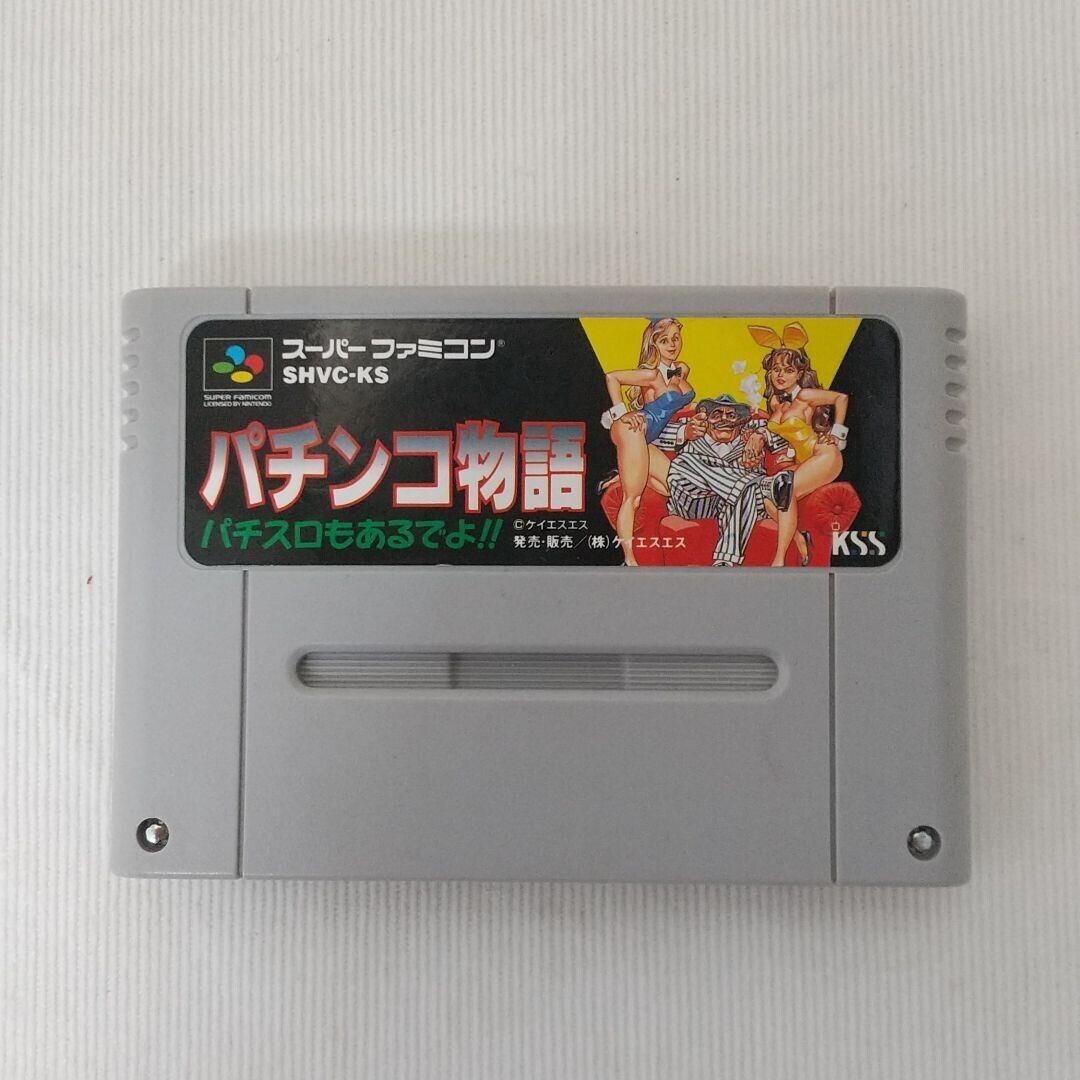 スーパーファミコン®
SHVC-KS
SUPER FAMICOM
LICENSED BY NINTENDO
パチンコ物語
パチスロもあるでよ!!
©ケイエスエス
発売・販売/(株)ケイエスエス
KSS